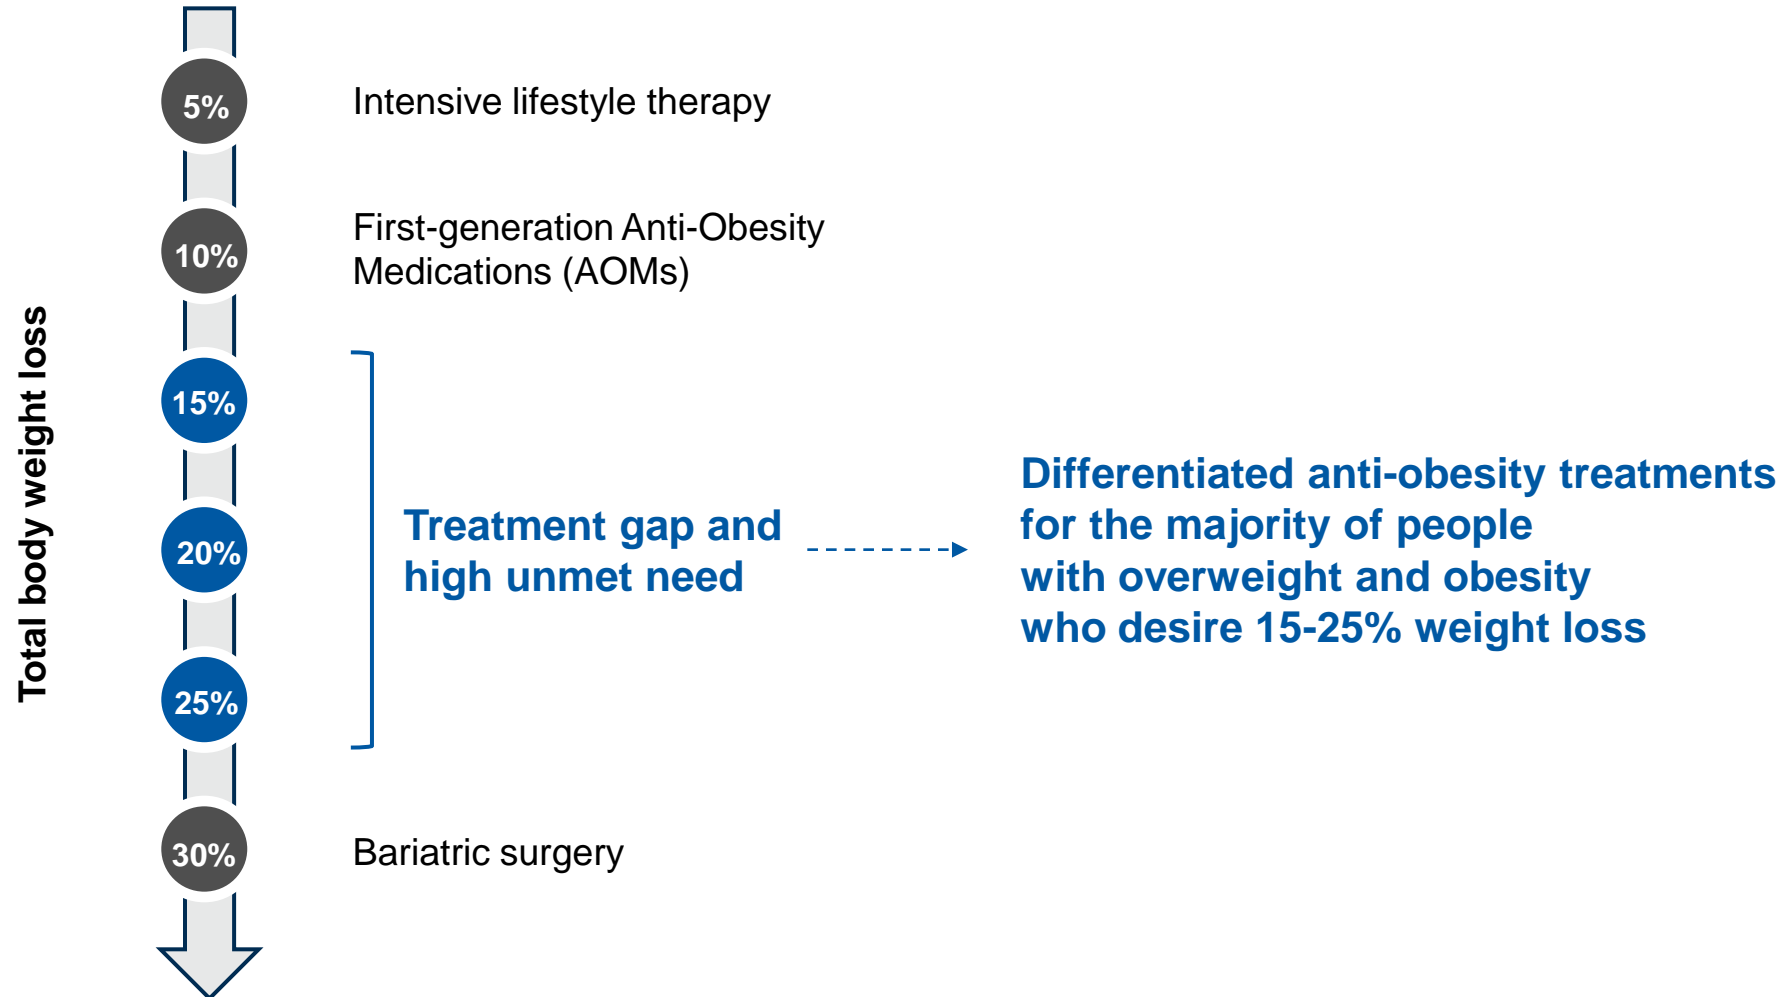 Total body weight loss
5%
Intensive lifestyle therapy
10%
First-generation Anti-Obesity
Medications (AOMs)
15%
20%
25%
Treatment gap and
high unmet need
Differentiated anti-obesity treatments
for the majority of people
with overweight and obesity
who desire 15-25% weight loss
30%
Bariatric surgery